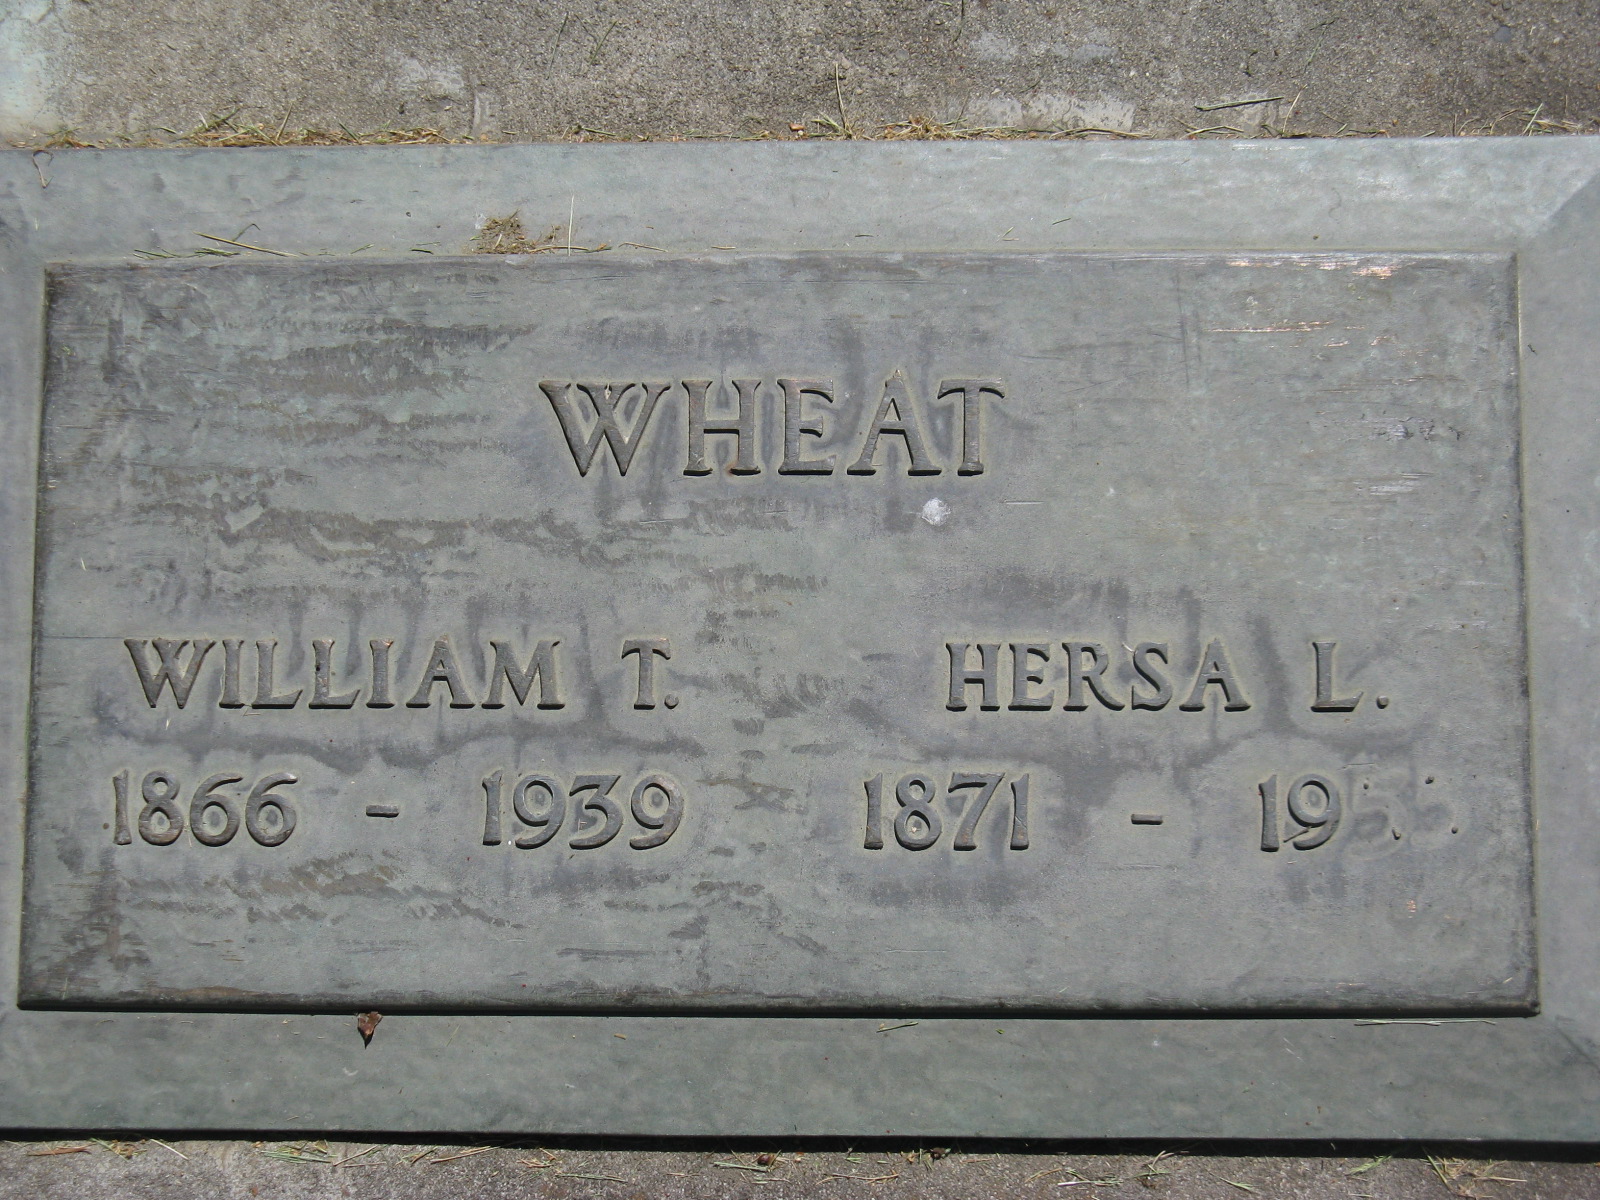 WHEAT
WILLIAM T. HERSA L.
1866 - 1939 1871 - 19